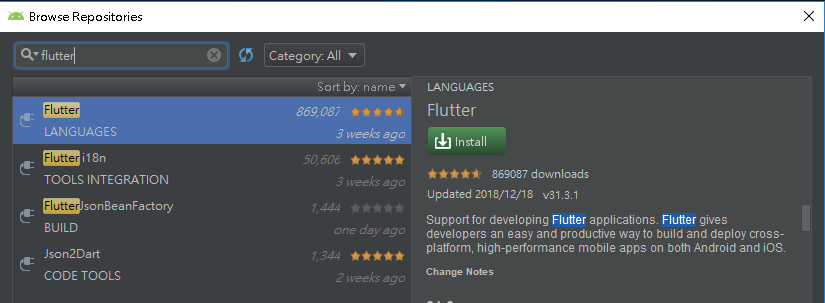 Browse Repositories
flutter
Category: All
Sort by: name
Flutter 869,087
LANGUAGES 3 weeks ago
Flutter i18n 50,606
TOOLS INTEGRATION 3 weeks ago
FlutterJsonBeanFactory 1,444
BUILD one day ago
Json2Dart 1,344
CODE TOOLS 2 weeks ago
LANGUAGES
Flutter
Install
869087 downloads
Updated 2018/12/18 v31.3.1
Support for developing Flutter applications. Flutter gives
developers an easy and productive way to build and deploy cross-
platform, high-performance mobile apps on both Android and iOS.
Change Notes